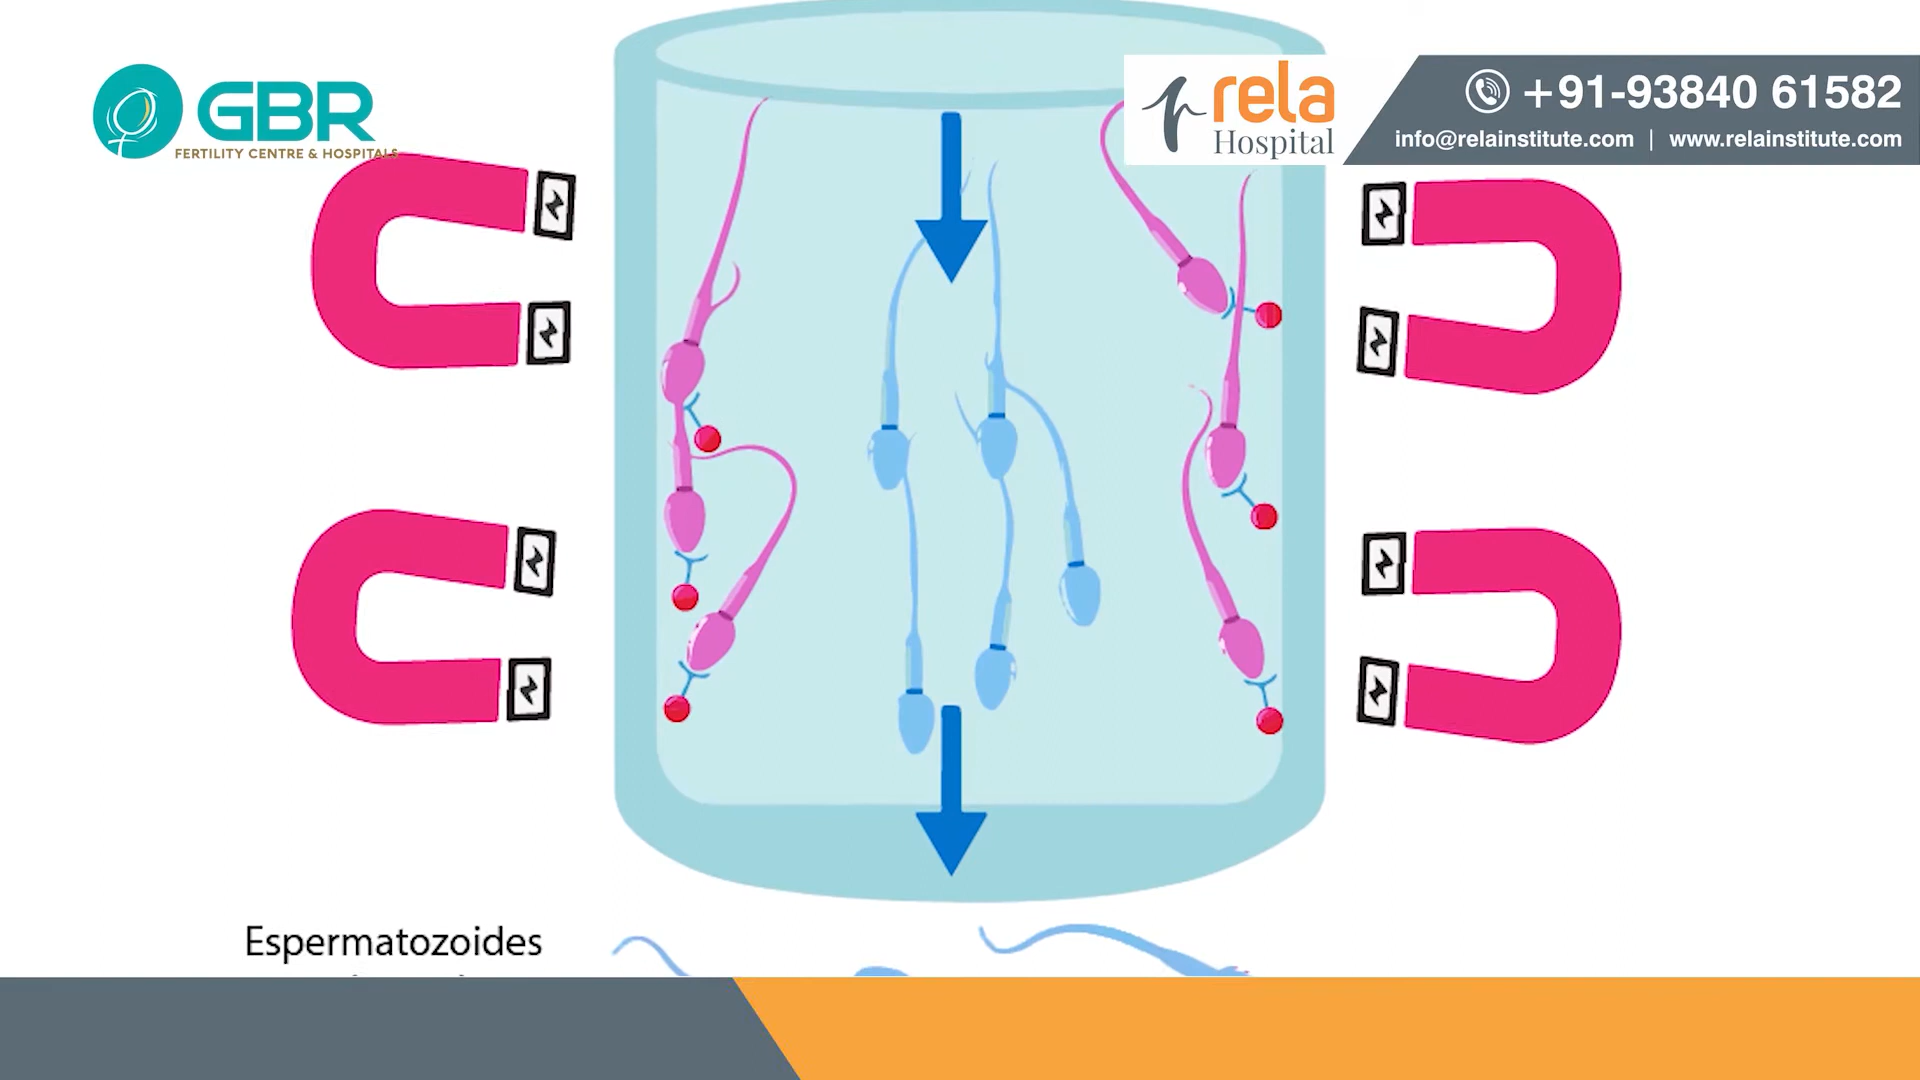 GBR
FERTILITY CENTRE & HOSPITALS
rela
Hospital
+91-93840 61582
info@relainstitute.com | www.relainstitute.com
Espermatozoides